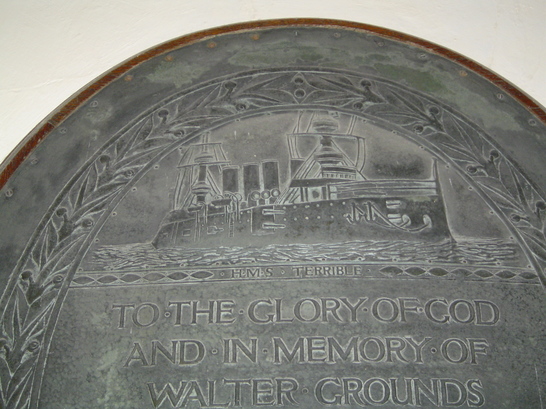 H·M·S · TERRIBLE
TO·THE·GLORY·OF·GOD
AND·IN·MEMORY·OF
WALTER·GROUNDS